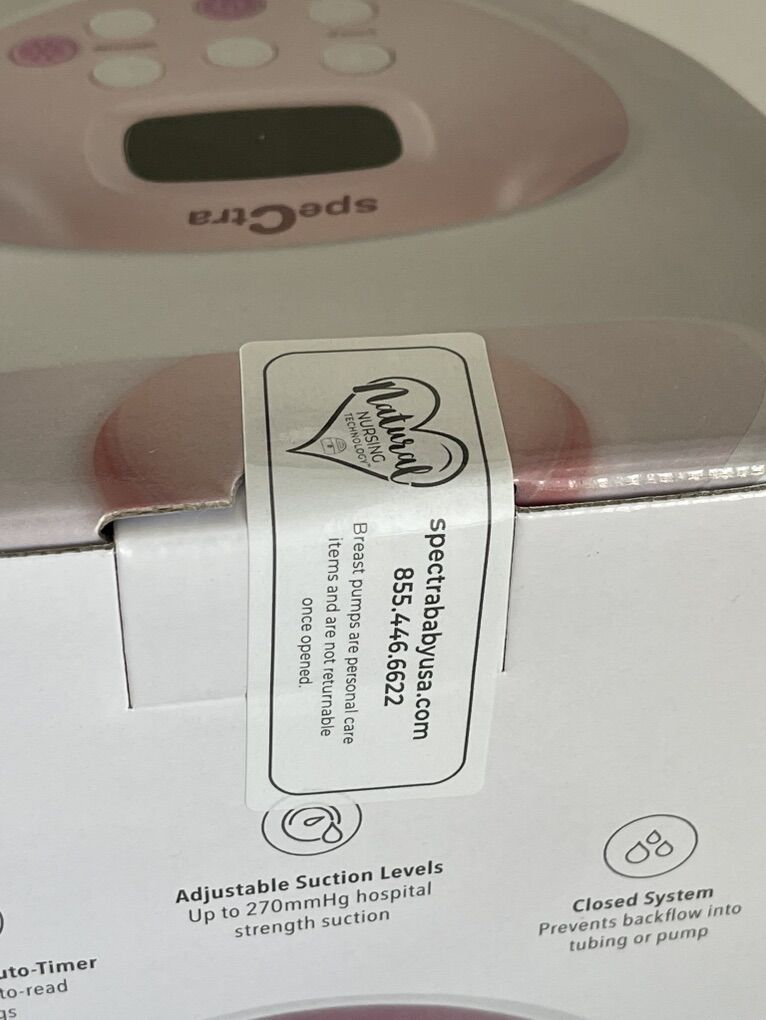 speCtra
Natural
NURSING
TECHNOLOGY™
spectrababyusa.com
855.446.6622
Breast pumps are personal care
items and are not returnable
once opened.
Adjustable Suction Levels
Up to 270mmHg hospital
strength suction
Closed System
Prevents backflow into
tubing or pump
uto-Timer
to-read
gs